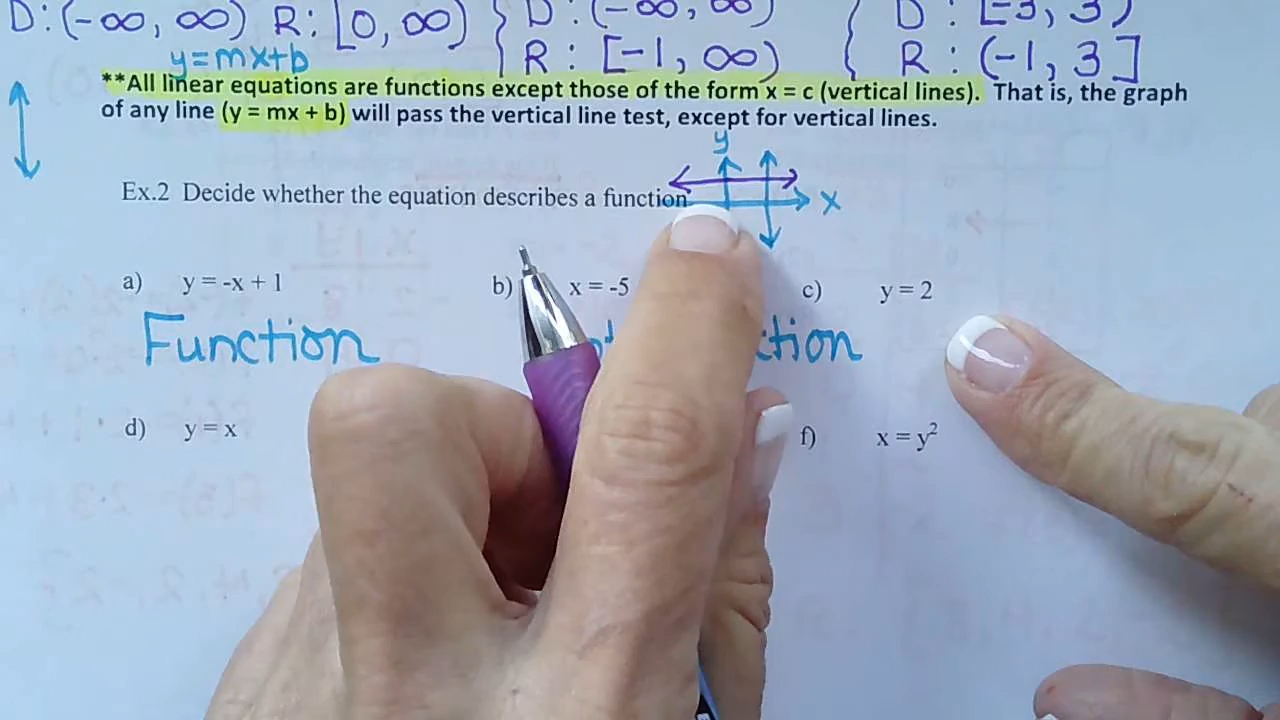 D: (-∞, ∞) R: [0, ∞) { D: (-∞, ∞) { D: [-3, 3)
R: [-1, ∞) { R: (-1, 3]
y=mx+b
**All linear equations are functions except those of the form x = c (vertical lines). That is, the graph
of any line (y = mx + b) will pass the vertical line test, except for vertical lines.
y
Ex.2 Decide whether the equation describes a function
x
a) y = -x + 1 b) x = -5 c) y = 2
Function
d) y = x f) x = y²